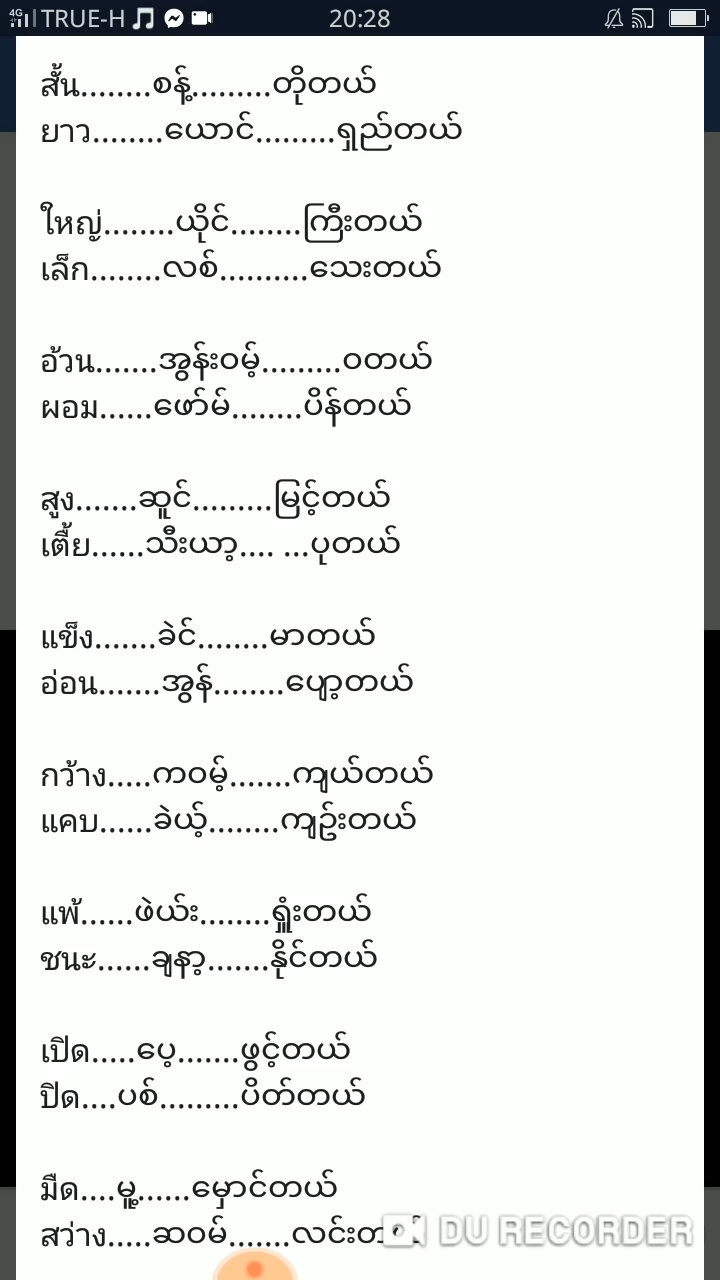 4G TRUE-H 20:28
สั้น........စန့်.........တိုတယ်
ยาว........ယောင်.........ရှည်တယ်
ใหญ่........ယိုင်........ကြီးတယ်
เล็ก........လစ်..........သေးတယ်
อ้วน.......အွန်းဝမ့်.........ဝတယ်
ผอม......ဖော်မ်........ပိန်တယ်
สูง.......ဆူင်.........မြင့်တယ်
เตี้ย......သီးယာ့.... ...ပုတယ်
แข็ง.......ခဲင်........မာတယ်
อ่อน.......အွန်........ပျော့တယ်
กว้าง.....ကဝမ့်.......ကျယ်တယ်
แคบ......ခဲယ့်........ကျဉ်းတယ်
แพ้......ဖဲယ်း........ရှုံးတယ်
ชนะ......ချနာ့.......နိုင်တယ်
เปิด.....ပေ့.......ဖွင့်တယ်
ปิด....ပစ်.........ပိတ်တယ်
มืด....မူ့......မှောင်တယ်
สว่าง.....ဆဝမ်.......လင်းတယ်
DU RECORDER